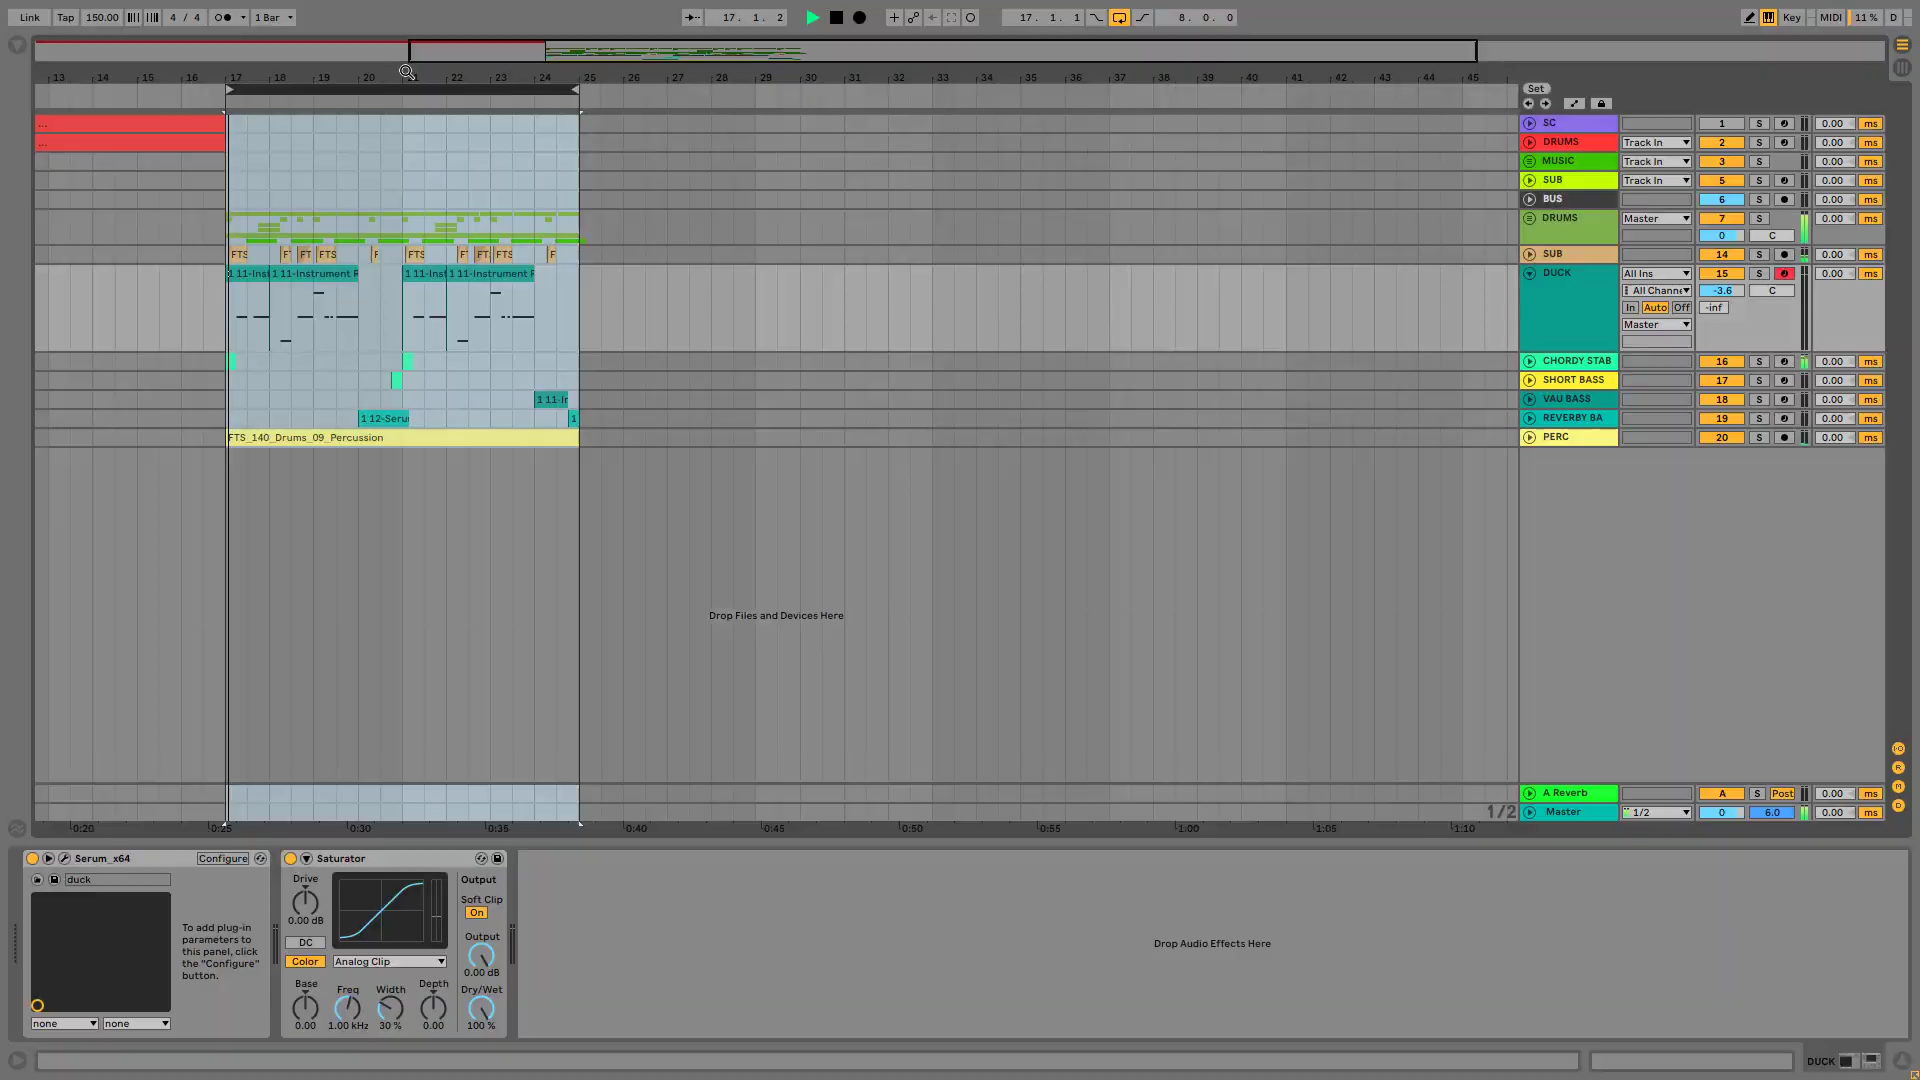 Link Tap 150.00 4 / 4 1 Bar 17. 1. 2 17. 1. 1 8. 0. 0 Key MIDI 11 % D
13 14 15 16 17 18 19 20 21 22 23 24 25 26 27 28 29 30 31 32 33 34 35 36 37 38 39 40 41 42 43 44 45
Set
... SC 1 S 0.00 ms
... DRUMS Track In 2 S 0.00 ms
MUSIC Track In 3 S 0.00 ms
SUB Track In 5 S 0.00 ms
BUS 6 S 0.00 ms
DRUMS Master 7 S 0.00 ms
0 C
FTS F FT FTS F FTS F FTS FTS F SUB 14 S 0.00 ms
1 11-Inst 1 11-Instrument R 1 11-Inst 1 11-Instrument R DUCK All Ins 15 S 0.00 ms
All Channe -3.6 C
In Auto Off -inf
Master
CHORDY STAB 16 S 0.00 ms
SHORT BASS 17 S 0.00 ms
1 11-Ir VAU BASS 18 S 0.00 ms
1 12-Seru 1 REVERBY BA 19 S 0.00 ms
FTS_140_Drums_09_Percussion PERC 20 S 0.00 ms
Drop Files and Devices Here
A Reverb A S Post 0.00 ms
1/2 Master 1/2 0 6.0 0.00 ms
0:20 0:25 0:30 0:35 0:40 0:45 0:50 0:55 1:00 1:05 1:10
Serum_x64 Configure
duck
To add plug-in
parameters to
this panel, click
the "Configure"
button.
none none
Saturator
Drive
0.00 dB
DC
Color Analog Clip
Base Freq Width Depth
0.00 1.00 kHz 30 % 0.00
Output
Soft Clip
On
Output
0.00 dB
Dry/Wet
100 %
Drop Audio Effects Here
DUCK